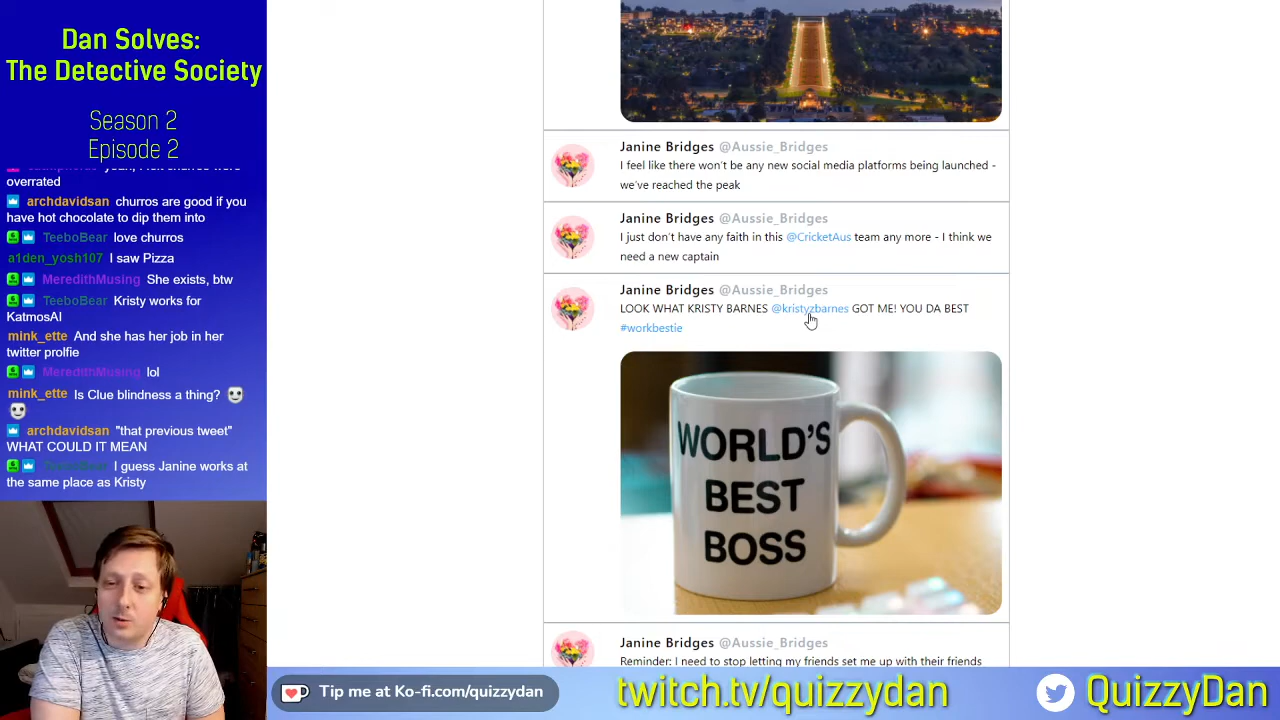 Dan Solves:
The Detective Society
Season 2
Episode 2
overrated
archdavidsan churros are good if you
have hot chocolate to dip them into
TeeboBear love churros
a1den_yosh107 I saw Pizza
MeredithMusing She exists, btw
TeeboBear Kristy works for
KatmosAI
mink_ette And she has her job in her
twitter prolfie
MeredithMusing lol
mink_ette Is Clue blindness a thing?
archdavidsan "that previous tweet"
WHAT COULD IT MEAN
TeeboBear I guess Janine works at
the same place as Kristy
Janine Bridges @Aussie_Bridges
I feel like there won't be any new social media platforms being launched -
we've reached the peak
Janine Bridges @Aussie_Bridges
I just don't have any faith in this @CricketAus team any more - I think we
need a new captain
Janine Bridges @Aussie_Bridges
LOOK WHAT KRISTY BARNES @kristyzbarnes GOT ME! YOU DA BEST
#workbestie
WORLD'S
BEST
BOSS
Janine Bridges @Aussie_Bridges
Reminder: I need to stop letting my friends set me up with their friends
Tip me at Ko-fi.com/quizzydan
twitch.tv/quizzydan
QuizzyDan